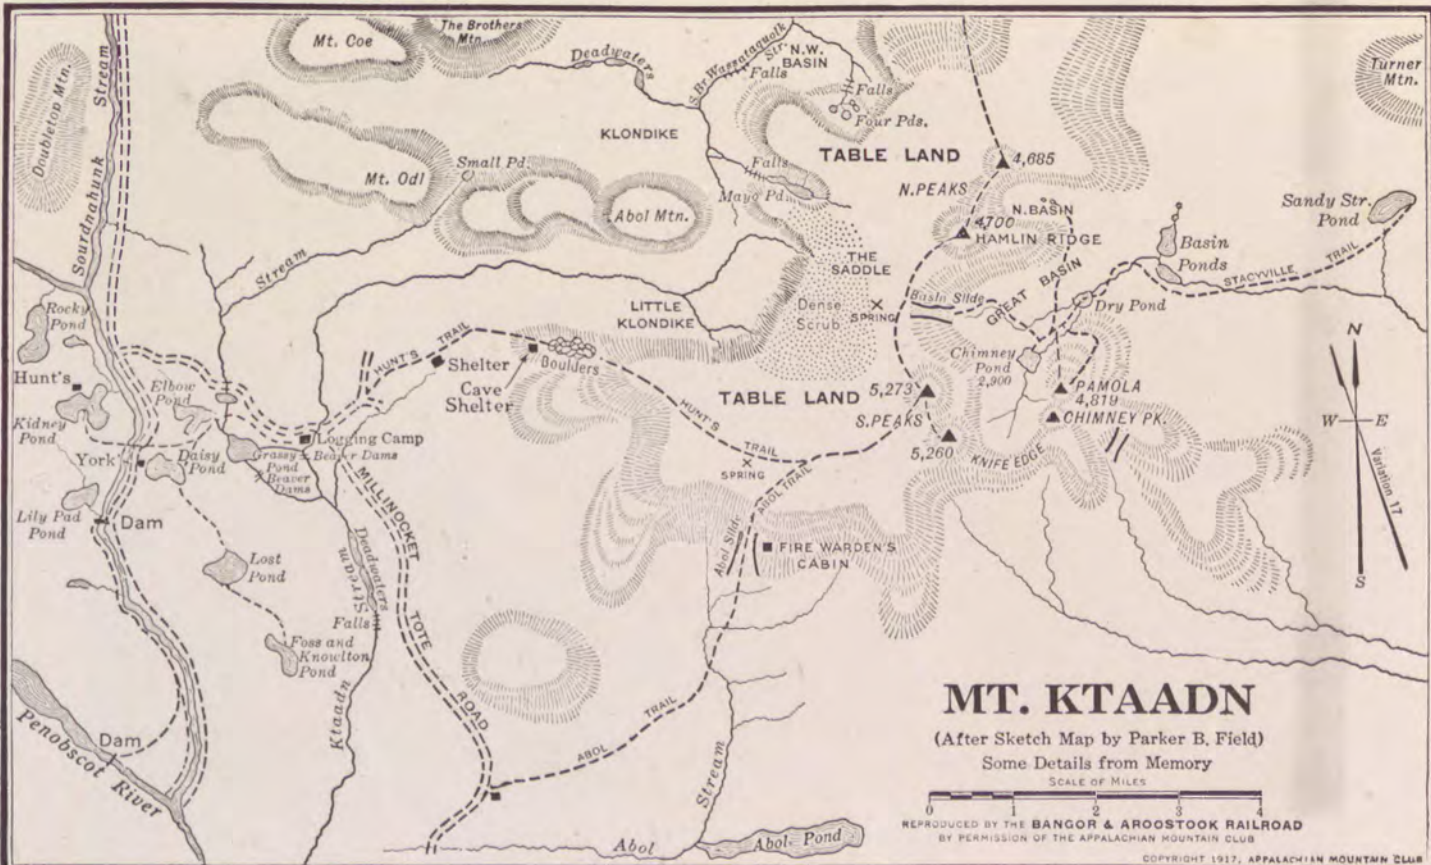 Doubletop Mtn.
Sourdnahunk Stream
Mt. Coe
The Brothers
Mtn.
Deadwaters
S. Br. Wassataquoik Str.
N.W.
BASIN
Falls
Falls
Four Pds.
Turner
Mtn.
KLONDIKE
TABLE LAND
4,685
Mt. Odl
Small Pd.
Falls
Mayo Pd.
N. PEAKS
Abol Mtn.
N. BASIN
4,700
HAMLIN RIDGE
Sandy Str.
Pond
Basin
Ponds
Stream
THE
SADDLE
GREAT BASIN
STACYVILLE TRAIL
LITTLE
KLONDIKE
Dense
Scrub
SPRING
Basin Slide
Dry Pond
Rocky
Pond
HUNT'S TRAIL
Shelter
Cave
Shelter
Boulders
Chimney
Pond
2,900
N
W E
S
Variation 17
Hunt's
Elbow
Pond
Kidney
Pond
TABLE LAND
5,273
S. PEAKS
PAMOLA
4,819
CHIMNEY PK.
HUNT'S TRAIL
Logging Camp
Beaver Dams
York's
Daisy
Pond
Grassy
Pond
Beaver
Dams
5,260
KNIFE EDGE
SPRING
ABOL TRAIL
Lily Pad
Pond
Dam
MILLINOCKET TOTE ROAD
Abol Slide
FIRE WARDEN'S
CABIN
Lost
Pond
Deadwaters
Falls
Foss and
Knowlton
Pond
Ktaadn Stream
Penobscot River
Dam
ABOL TRAIL
Abol Stream
Abol Pond
MT. KTAADN
(After Sketch Map by Parker B. Field)
Some Details from Memory
SCALE OF MILES
0 1 2 3 4
REPRODUCED BY THE BANGOR & AROOSTOOK RAILROAD
BY PERMISSION OF THE APPALACHIAN MOUNTAIN CLUB
COPYRIGHT 1917, APPALACHIAN MOUNTAIN CLUB